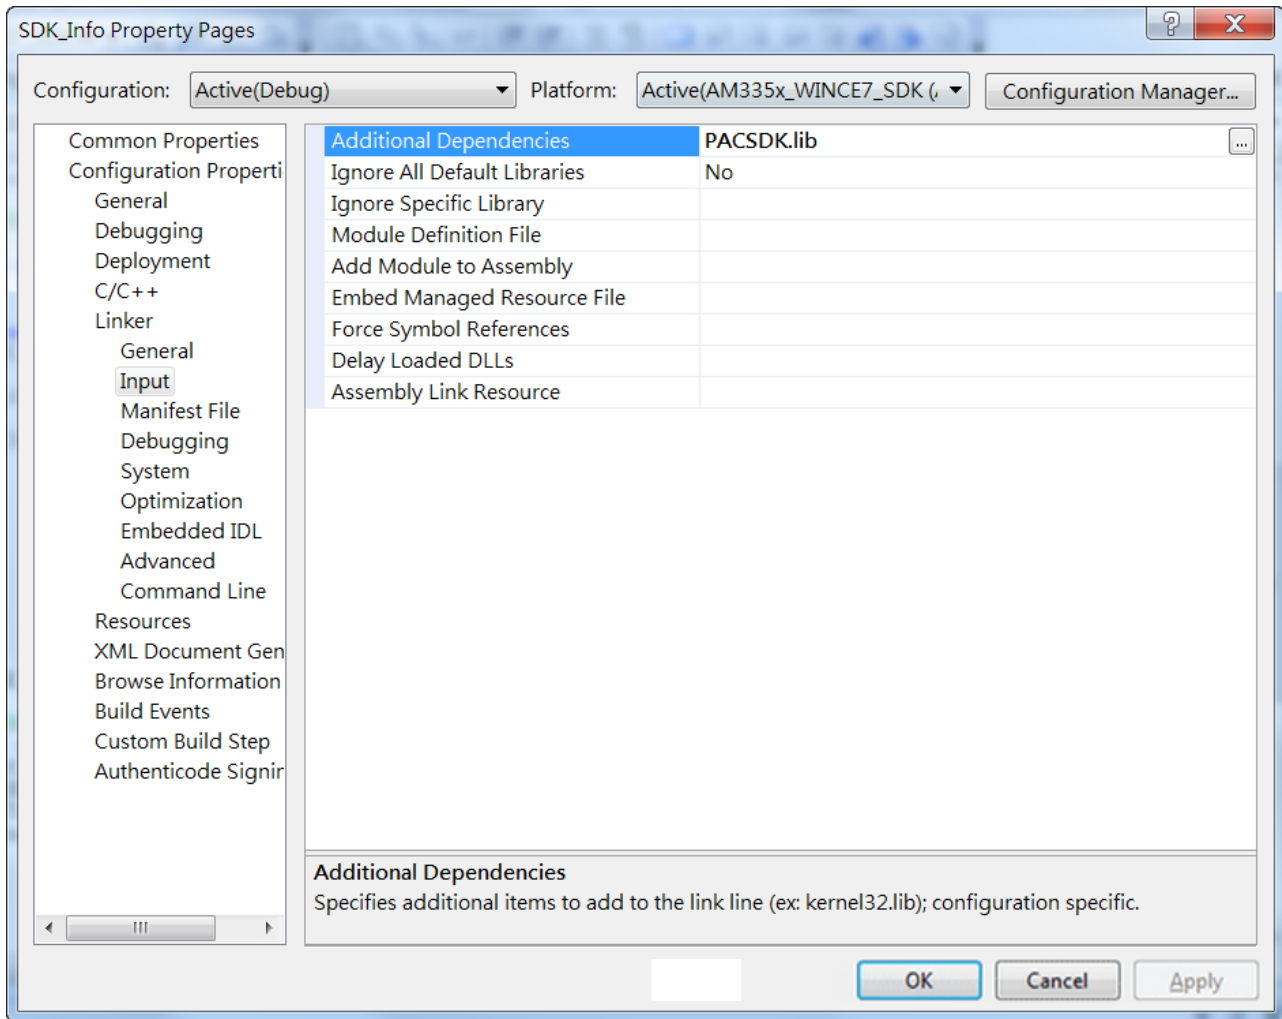 SDK_Info Property Pages
Configuration: Active(Debug) Platform: Active(AM335x_WINCE7_SDK (A Configuration Manager...
Common Properties
Configuration Properti
General
Debugging
Deployment
C/C++
Linker
General
Input
Manifest File
Debugging
System
Optimization
Embedded IDL
Advanced
Command Line
Resources
XML Document Gen
Browse Information
Build Events
Custom Build Step
Authenticode Signin
Additional Dependencies PACSDK.lib ...
Ignore All Default Libraries No
Ignore Specific Library
Module Definition File
Add Module to Assembly
Embed Managed Resource File
Force Symbol References
Delay Loaded DLLs
Assembly Link Resource
Additional Dependencies
Specifies additional items to add to the link line (ex: kernel32.lib); configuration specific.
OK Cancel Apply